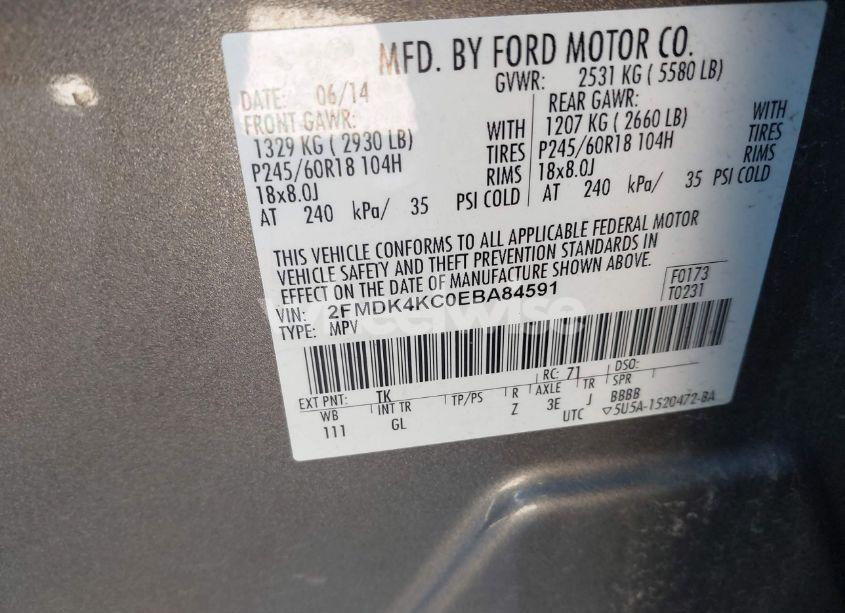 MFD. BY FORD MOTOR CO.
DATE: 06/14 GVWR: 2531 KG ( 5580 LB)
FRONT GAWR: REAR GAWR:
1329 KG ( 2930 LB) WITH 1207 KG ( 2660 LB) WITH
P245/60R18 104H TIRES P245/60R18 104H TIRES
18x8.0J RIMS 18x8.0J RIMS
AT 240 kPa/ 35 PSI COLD AT 240 kPa/ 35 PSI COLD
THIS VEHICLE CONFORMS TO ALL APPLICABLE FEDERAL MOTOR
VEHICLE SAFETY AND THEFT PREVENTION STANDARDS IN
EFFECT ON THE DATE OF MANUFACTURE SHOWN ABOVE.
VIN: 2FMDK4KC0EBA84591 F0173
TYPE: MPV T0231
wheelwise
EXT PNT: TK RC: 71 DSO:
WB INT TR TP/PS R AXLE TR SPR
111 GL Z 3E J BBBB
UTC ▽5U5A-1520472-BA